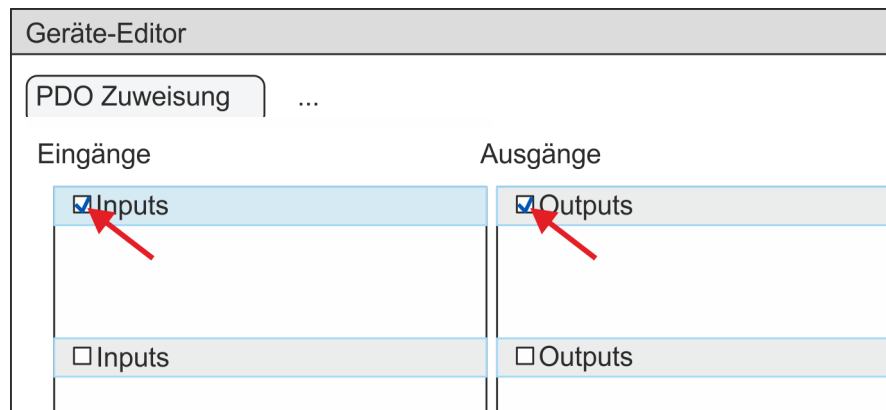 Geräte-Editor
PDO Zuweisung ...
Eingänge Ausgänge
Inputs Outputs
Inputs Outputs